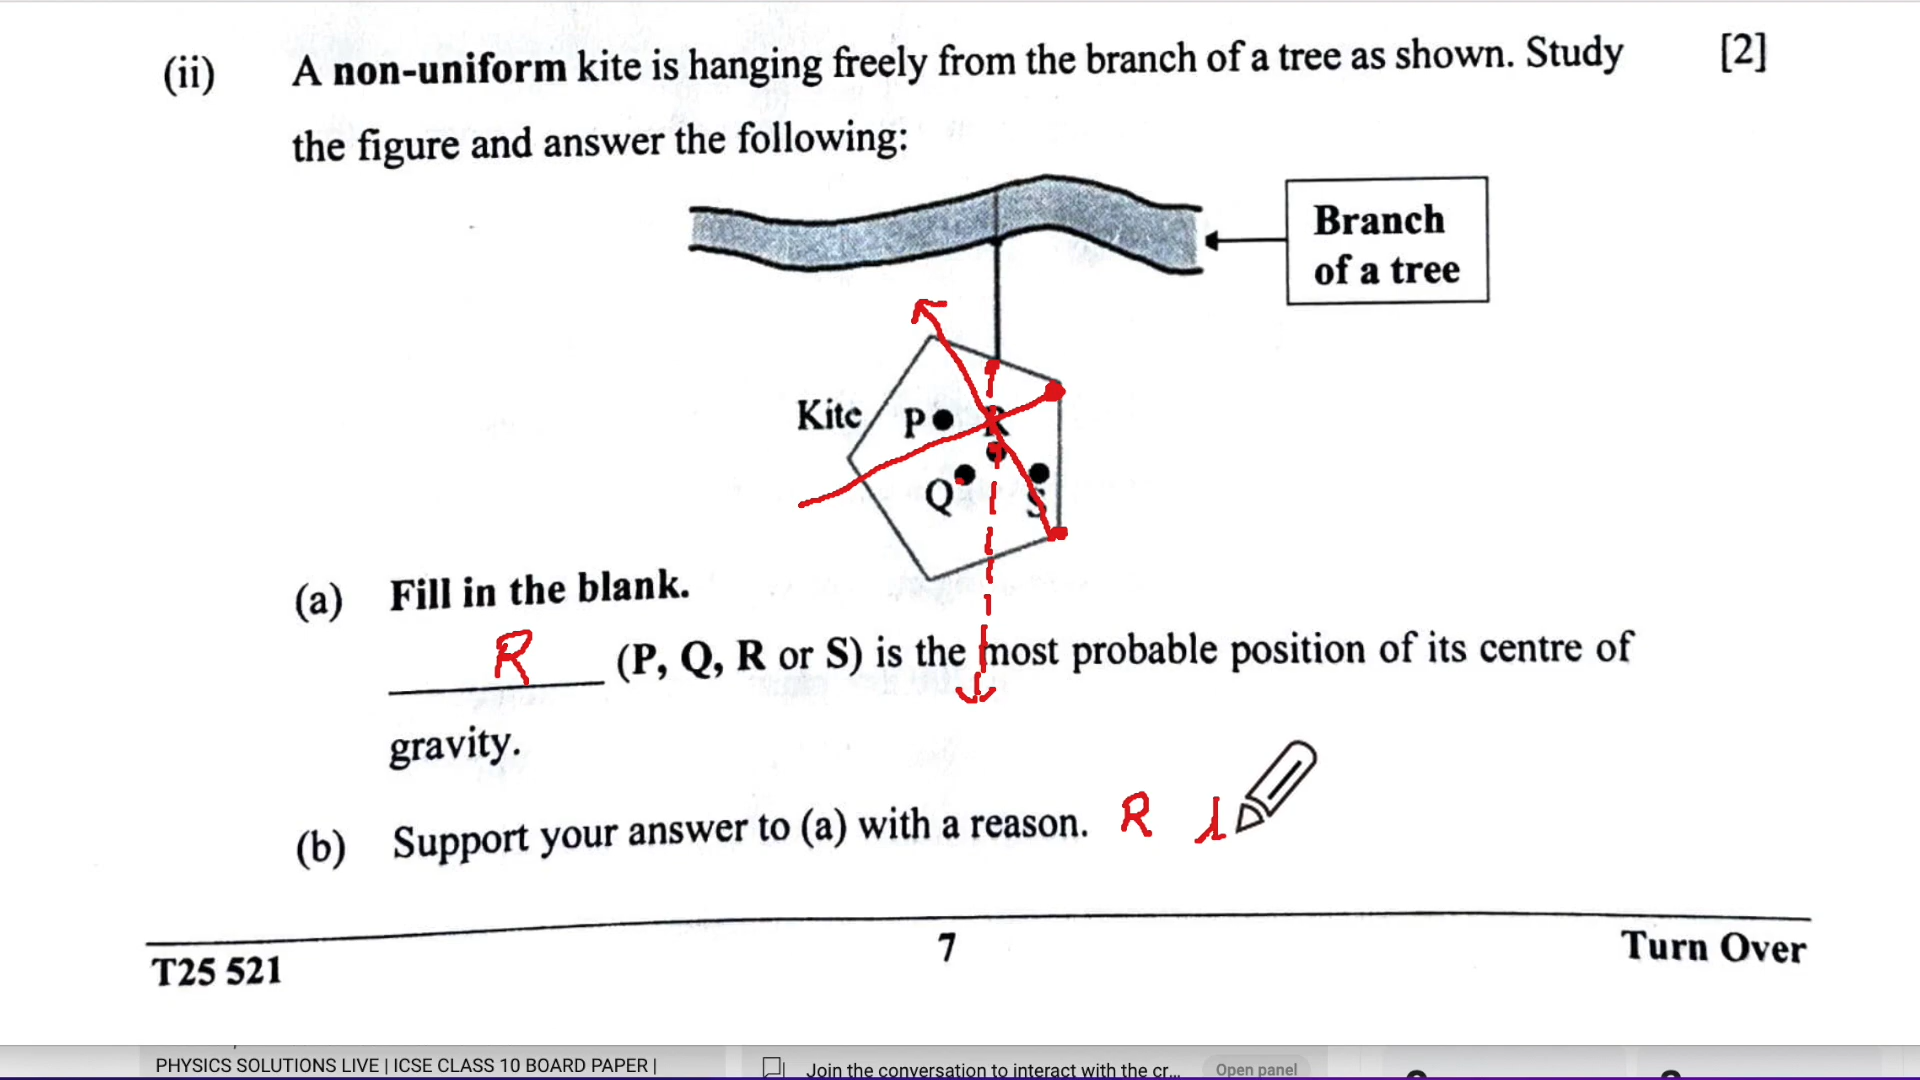 (ii) A non-uniform kite is hanging freely from the branch of a tree as shown. Study [2]
the figure and answer the following:
Branch
of a tree
Kite
P
R
Q
S
(a) Fill in the blank.
R (P, Q, R or S) is the most probable position of its centre of
gravity.
(b) Support your answer to (a) with a reason. R
T25 521 7 Turn Over
PHYSICS SOLUTIONS LIVE | ICSE CLASS 10 BOARD PAPER |
Join the conversation to interact with the cr... Open panel